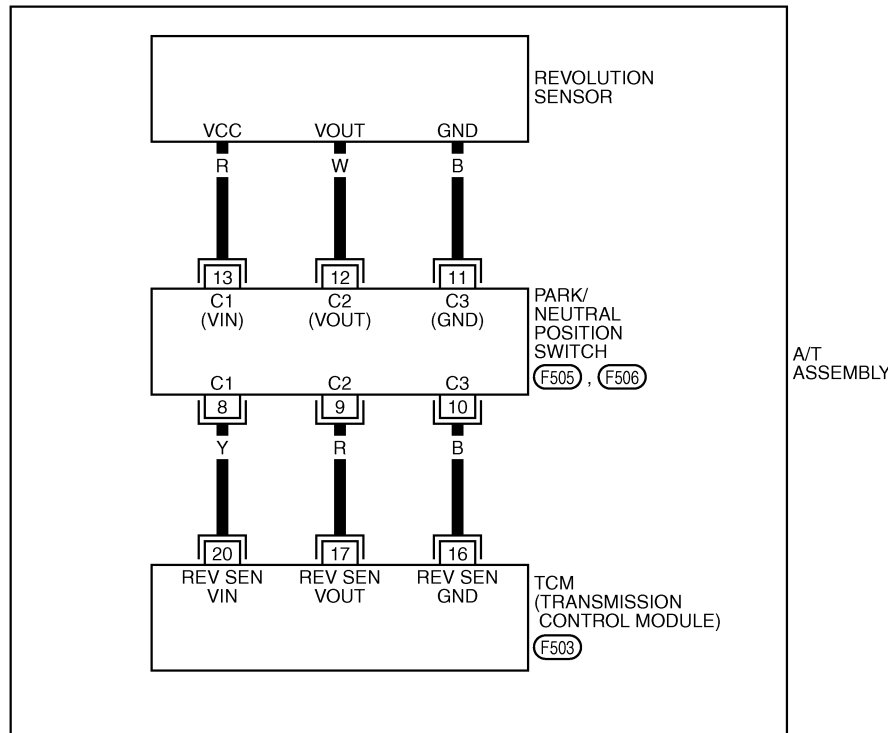 REVOLUTION
SENSOR
VCC VOUT GND
R W B
13 12 11
C1 C2 C3
(VIN) (VOUT) (GND)
PARK/
NEUTRAL
POSITION
SWITCH
F505 , F506
A/T
ASSEMBLY
C1 C2 C3
8 9 10
Y R B
20 17 16
REV SEN REV SEN REV SEN
VIN VOUT GND
TCM
(TRANSMISSION
CONTROL MODULE)
F503